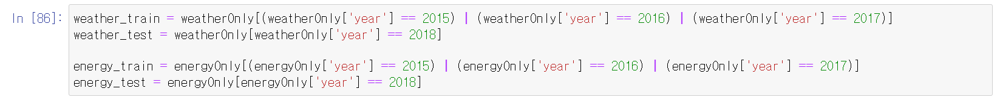 In [86]: weather_train = weatherOnly[(weatherOnly['year'] == 2015) | (weatherOnly['year'] == 2016) | (weatherOnly['year'] == 2017)]
weather_test = weatherOnly[weatherOnly['year'] == 2018]
energy_train = energyOnly[(energyOnly['year'] == 2015) | (energyOnly['year'] == 2016) | (energyOnly['year'] == 2017)]
energy_test = energyOnly[energyOnly['year'] == 2018]